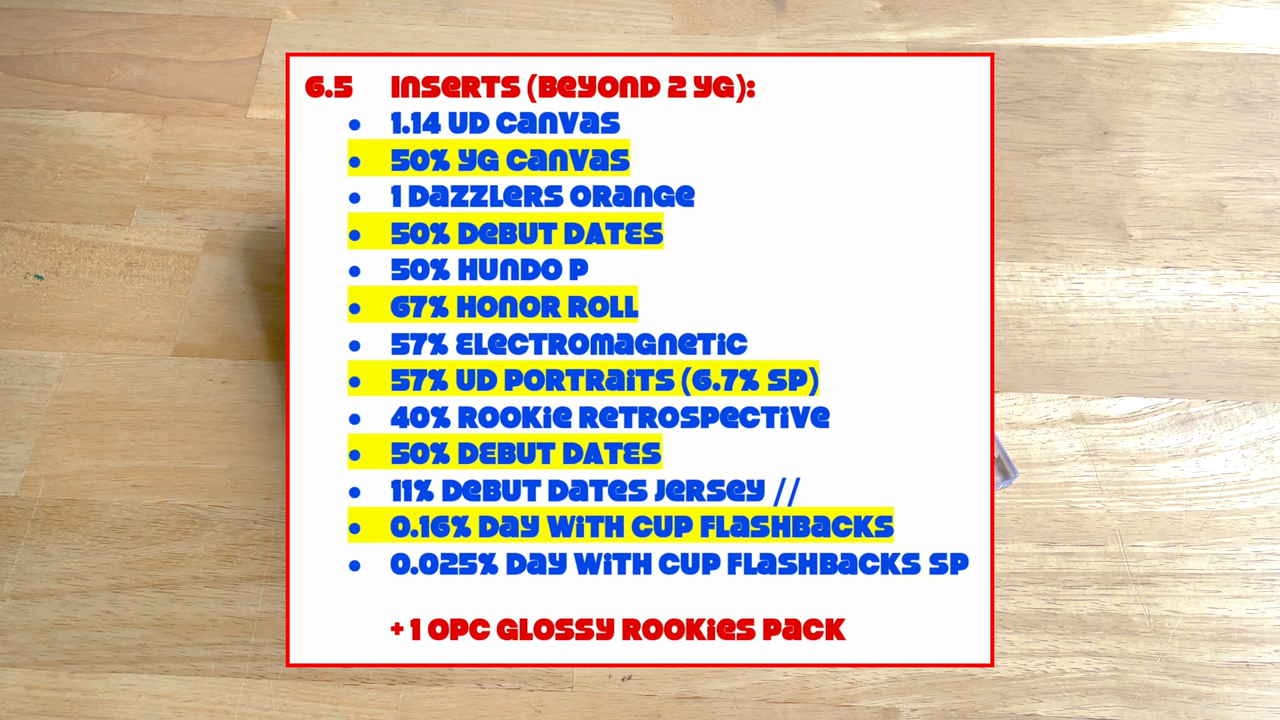 6.5 Inserts (Beyond 2 YG):
• 1.14 UD Canvas
• 50% YG Canvas
• 1 Dazzlers Orange
• 50% Debut Dates
• 50% Hundo P
• 67% Honor Roll
• 57% Electromagnetic
• 57% UD Portraits (6.7% SP)
• 40% Rookie Retrospective
• 50% Debut Dates
• 11% Debut Dates Jersey //
• 0.16% Day With Cup Flashbacks
• 0.025% Day With Cup Flashbacks SP
+ 1 OPC Glossy Rookies Pack